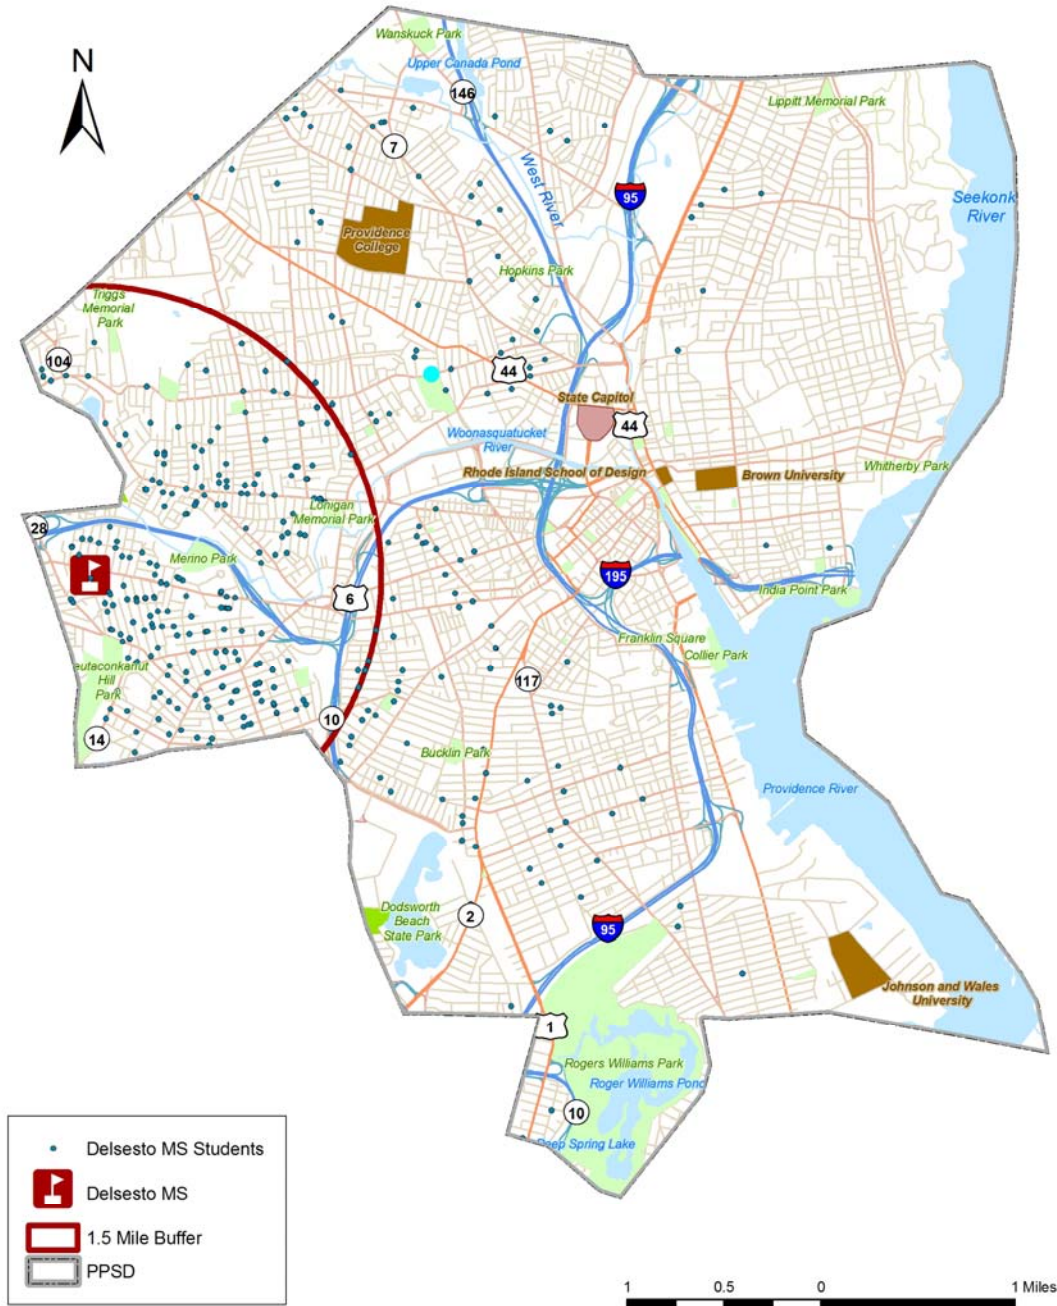 Wanskuck Park
N
Upper Canada Pond
146
Lippitt Memorial Park
7
West River
95
Seekonk
River
Providence
College
Hopkins Park
Triggs
Memorial
Park
104
44
State Capitol
44
Woonasquatucket
River
Rhode Island School of Design
Brown University
Whitherby Park
Lonigan
Memorial Park
28
Merino Park
195
6
India Point Park
Franklin Square
Collier Park
eutaconkanut
Hill
Park
117
10
14
Bucklin Park
Providence River
Dodsworth
Beach
State Park
2
95
Johnson and Wales
University
1
Rogers Williams Park
Roger Williams Pond
10
Deep Spring Lake
Delsesto MS Students
Delsesto MS
1.5 Mile Buffer
PPSD
1 0.5 0 1 Miles